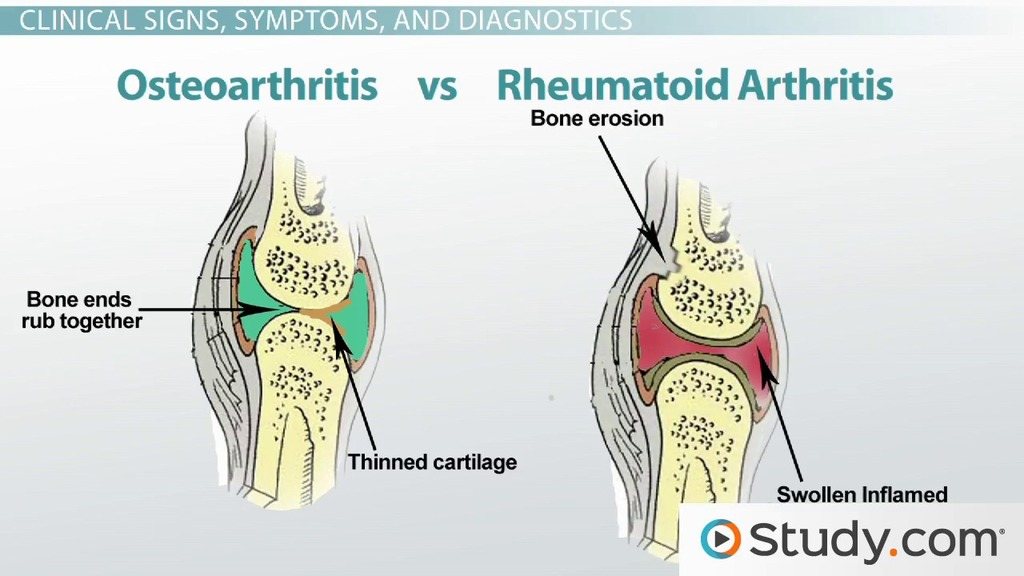 CLINICAL SIGNS, SYMPTOMS, AND DIAGNOSTICS
Osteoarthritis vs Rheumatoid Arthritis
Bone erosion
Bone ends
rub together
Thinned cartilage
Swollen Inflamed
Study.com®